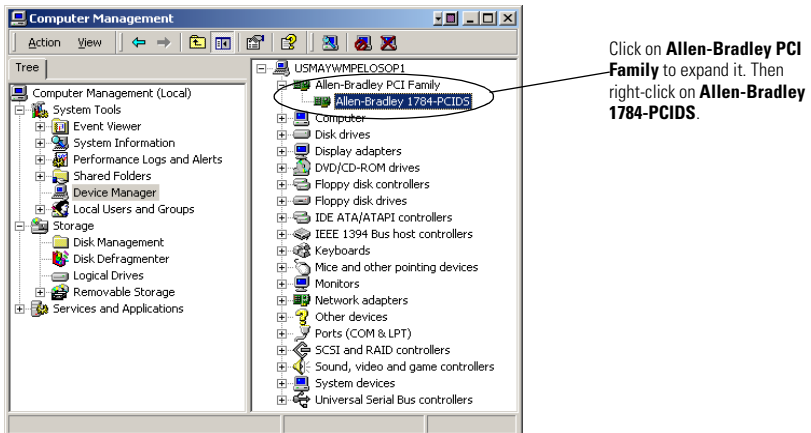 Computer Management
Action View
Tree
Computer Management (Local)
System Tools
Event Viewer
System Information
Performance Logs and Alerts
Shared Folders
Device Manager
Local Users and Groups
Storage
Disk Management
Disk Defragmenter
Logical Drives
Removable Storage
Services and Applications
USMAYWMPELOSOP1
Allen-Bradley PCI Family
Allen-Bradley 1784-PCIDS
Computer
Disk drives
Display adapters
DVD/CD-ROM drives
Floppy disk controllers
Floppy disk drives
IDE ATA/ATAPI controllers
IEEE 1394 Bus host controllers
Keyboards
Mice and other pointing devices
Monitors
Network adapters
Other devices
Ports (COM & LPT)
SCSI and RAID controllers
Sound, video and game controllers
System devices
Universal Serial Bus controllers
Click on Allen-Bradley PCI
Family to expand it. Then
right-click on Allen-Bradley
1784-PCIDS.